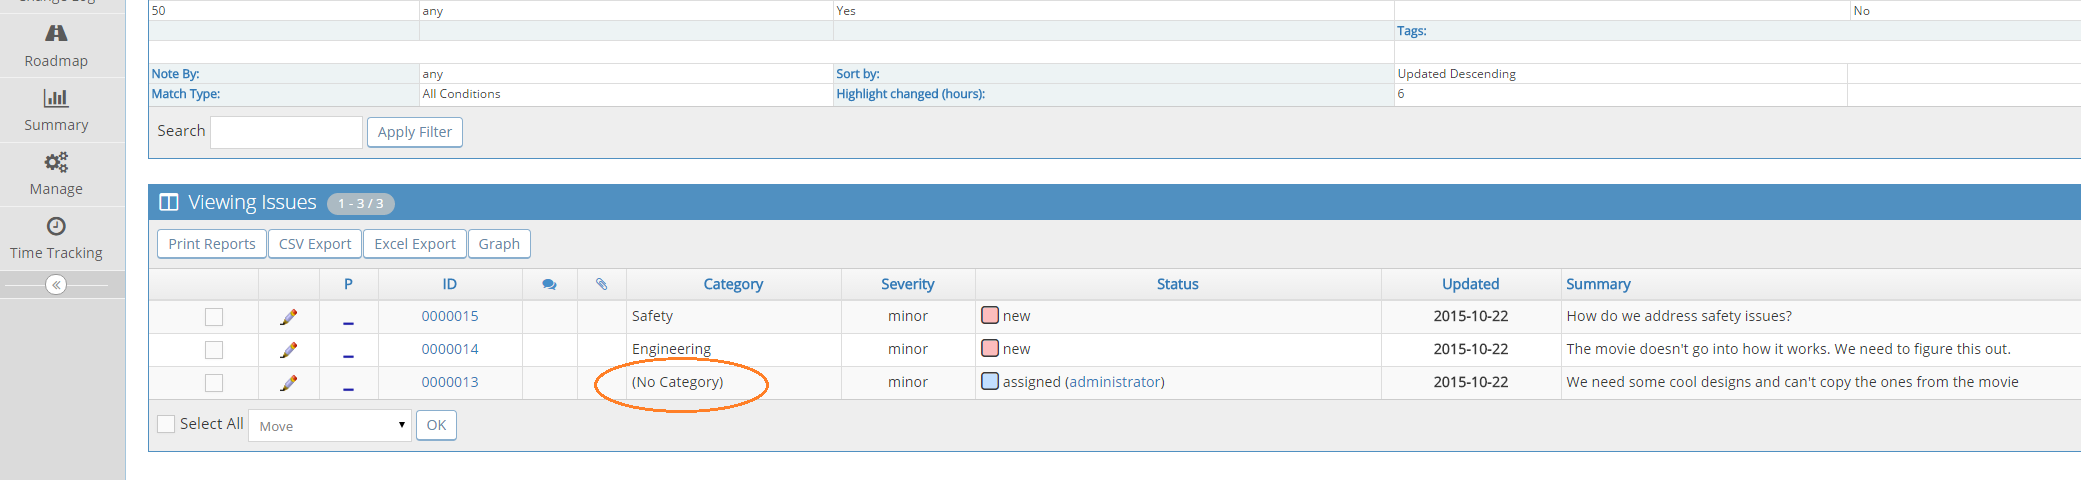 50 any Yes No
Roadmap
Tags:
Note By: any Sort by: Updated Descending
Match Type: All Conditions Highlight changed (hours): 6
Summary
Search Apply Filter
Manage
Viewing Issues 1 - 3 / 3
Time Tracking
Print Reports CSV Export Excel Export Graph
P ID Category Severity Status Updated Summary
0000015 Safety minor new 2015-10-22 How do we address safety issues?
0000014 Engineering minor new 2015-10-22 The movie doesn't go into how it works. We need to figure this out.
0000013 (No Category) minor assigned (administrator) 2015-10-22 We need some cool designs and can't copy the ones from the movie
Select All Move OK